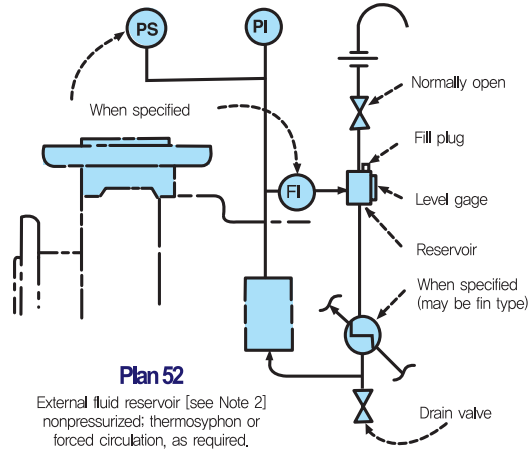 PS
PI
When specified
Normally open
Fill plug
FI
Level gage
Reservoir
When specified
(may be fin type)
Plan 52
External fluid reservoir [see Note 2]
nonpressurized; thermosyphon or
forced circulation, as required.
Drain valve